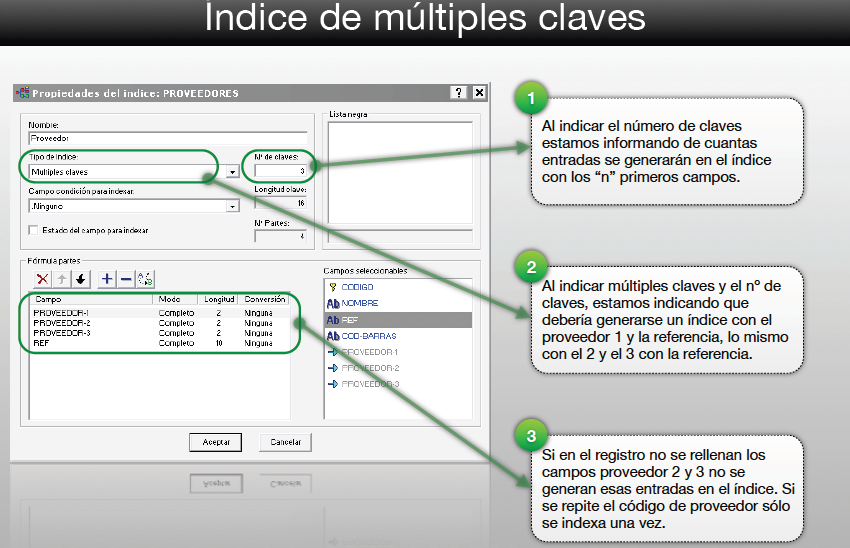 Índice de múltiples claves
Propiedades del índice: PROVEEDORES
Nombre:
Proveedor
Tipo de índice:
Múltiples claves
Nº de claves:
3
Campo condición para indexar:
.Ninguno
Longitud clave:
16
Estado del campo para indexar
Nº Partes:
4
Lista negra
Fórmula partes
Campo Modo Longitud Conversión
PROVEEDOR-1 Completo 2 Ninguna
PROVEEDOR-2 Completo 2 Ninguna
PROVEEDOR-3 Completo 2 Ninguna
REF Completo 10 Ninguna
Campos seleccionables
CODIGO
Ab NOMBRE
Ab REF
Ab COD-BARRAS
PROVEEDOR-1
PROVEEDOR-2
PROVEEDOR-3
Aceptar Cancelar
1
Al indicar el número de claves
estamos informando de cuantas
entradas se generarán en el índice
con los “n” primeros campos.
2
Al indicar múltiples claves y el nº de
claves, estamos indicando que
debería generarse un índice con el
proveedor 1 y la referencia, lo mismo
con el 2 y el 3 con la referencia.
3
Si en el registro no se rellenan los
campos proveedor 2 y 3 no se
generan esas entradas en el índice. Si
se repite el código de proveedor sólo
se indexa una vez.